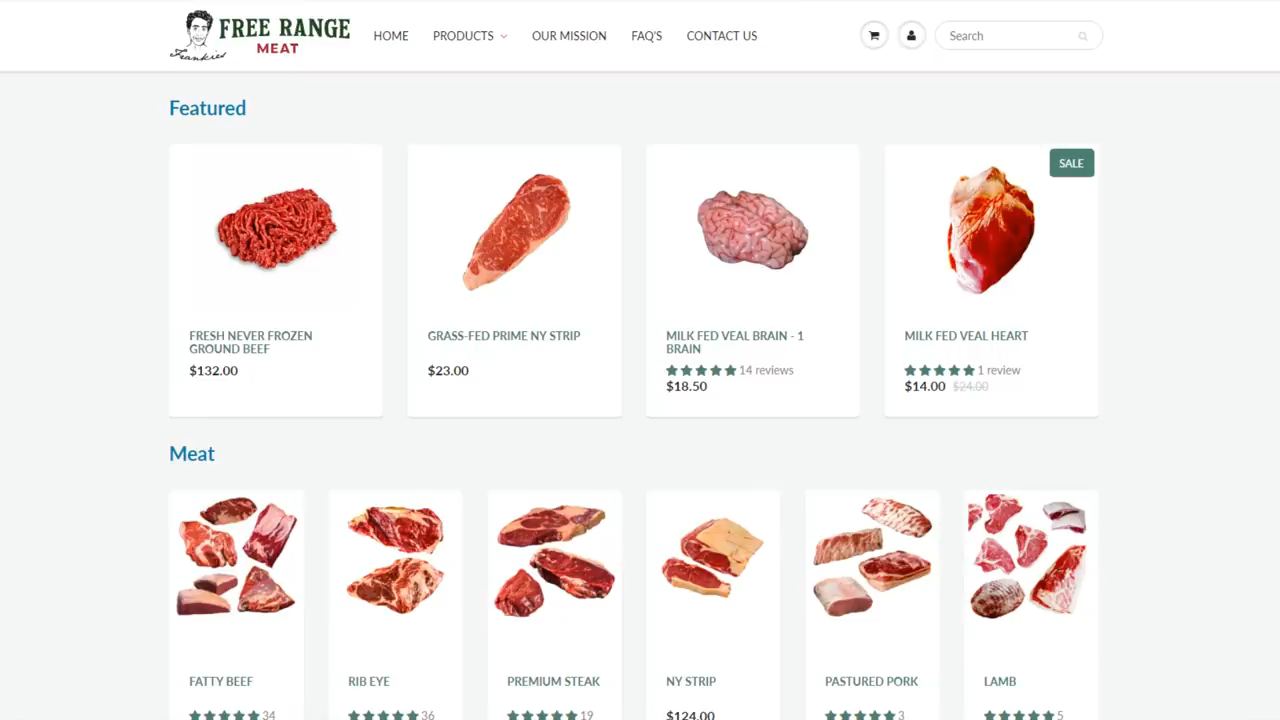 FREE RANGE
MEAT
Frankies
HOME
PRODUCTS
OUR MISSION
FAQ'S
CONTACT US
Search
Featured
SALE
FRESH NEVER FROZEN
GROUND BEEF
$132.00
GRASS-FED PRIME NY STRIP
$23.00
MILK FED VEAL BRAIN - 1
BRAIN
14 reviews
$18.50
MILK FED VEAL HEART
1 review
$14.00 $24.00
Meat
FATTY BEEF
34
RIB EYE
36
PREMIUM STEAK
19
NY STRIP
$124.00
PASTURED PORK
3
LAMB
5